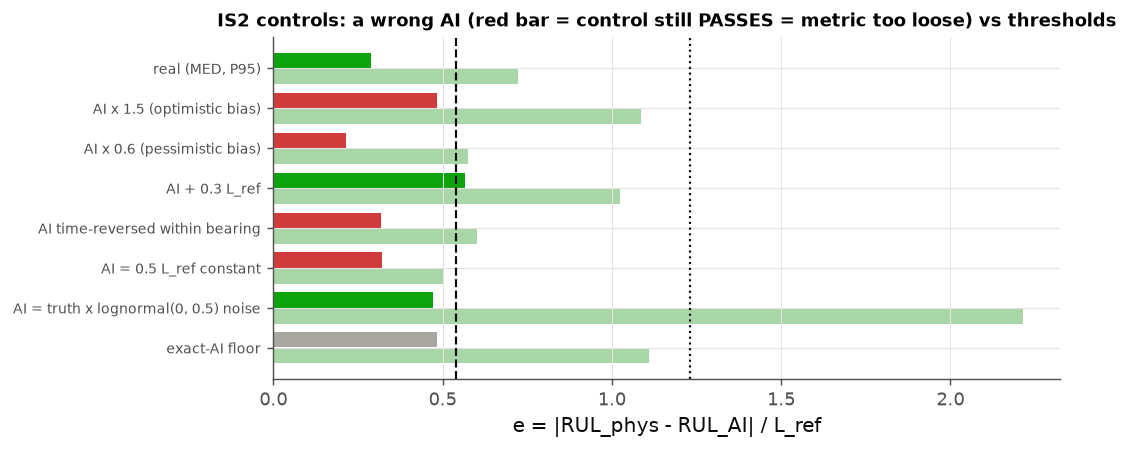 IS2 controls: a wrong AI (red bar = control still PASSES = metric too loose) vs thresholds
real (MED, P95)
AI x 1.5 (optimistic bias)
AI x 0.6 (pessimistic bias)
AI + 0.3 L_ref
AI time-reversed within bearing
AI = 0.5 L_ref constant
AI = truth x lognormal(0, 0.5) noise
exact-AI floor
0.0 0.5 1.0 1.5 2.0
e = |RUL_phys - RUL_AI| / L_ref